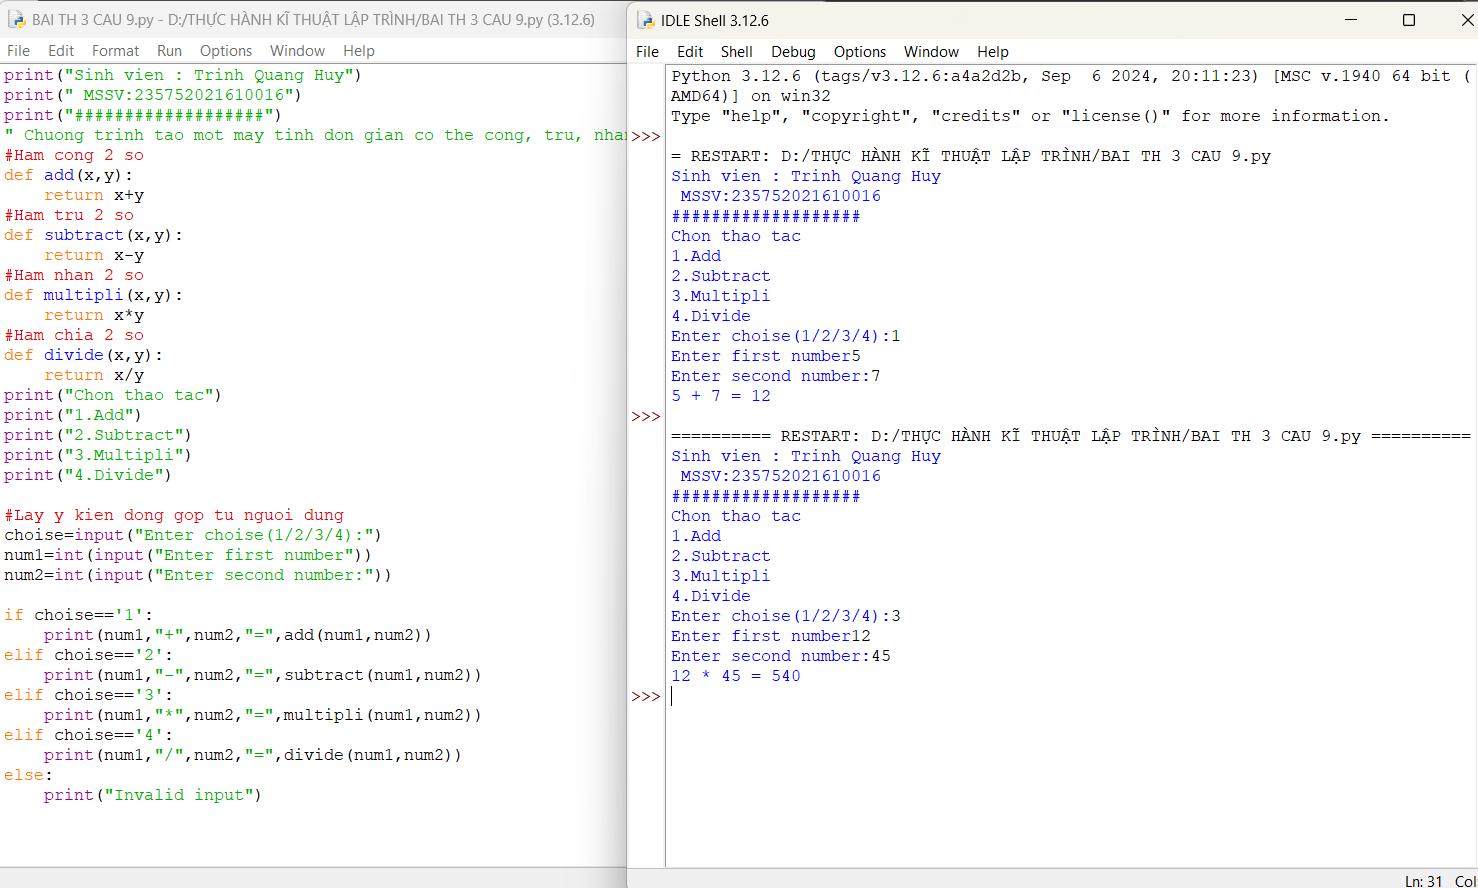 BAI TH 3 CAU 9.py - D:/THỰC HÀNH KĨ THUẬT LẬP TRÌNH/BAI TH 3 CAU 9.py (3.12.6)
File Edit Format Run Options Window Help
print("Sinh vien : Trinh Quang Huy")
print(" MSSV:235752021610016")
print("###################")
" Chuong trinh tao mot may tinh don gian co the cong, tru, nhan
#Ham cong 2 so
def add(x,y):
    return x+y
#Ham tru 2 so
def subtract(x,y):
    return x-y
#Ham nhan 2 so
def multipli(x,y):
    return x*y
#Ham chia 2 so
def divide(x,y):
    return x/y
print("Chon thao tac")
print("1.Add")
print("2.Subtract")
print("3.Multipli")
print("4.Divide")
#Lay y kien dong gop tu nguoi dung
choise=input("Enter choise(1/2/3/4):")
num1=int(input("Enter first number"))
num2=int(input("Enter second number:"))
if choise=='1':
    print(num1,"+",num2,"=",add(num1,num2))
elif choise=='2':
    print(num1,"-",num2,"=",subtract(num1,num2))
elif choise=='3':
    print(num1,"*",num2,"=",multipli(num1,num2))
elif choise=='4':
    print(num1,"/",num2,"=",divide(num1,num2))
else:
    print("Invalid input")
IDLE Shell 3.12.6
File Edit Shell Debug Options Window Help
Python 3.12.6 (tags/v3.12.6:a4a2d2b, Sep  6 2024, 20:11:23) [MSC v.1940 64 bit (
AMD64)] on win32
Type "help", "copyright", "credits" or "license()" for more information.
>>>
= RESTART: D:/THỰC HÀNH KĨ THUẬT LẬP TRÌNH/BAI TH 3 CAU 9.py
Sinh vien : Trinh Quang Huy
 MSSV:235752021610016
###################
Chon thao tac
1.Add
2.Subtract
3.Multipli
4.Divide
Enter choise(1/2/3/4):1
Enter first number5
Enter second number:7
5 + 7 = 12
>>>
========== RESTART: D:/THỰC HÀNH KĨ THUẬT LẬP TRÌNH/BAI TH 3 CAU 9.py ==========
Sinh vien : Trinh Quang Huy
 MSSV:235752021610016
###################
Chon thao tac
1.Add
2.Subtract
3.Multipli
4.Divide
Enter choise(1/2/3/4):3
Enter first number12
Enter second number:45
12 * 45 = 540
>>>
Ln: 31 Col